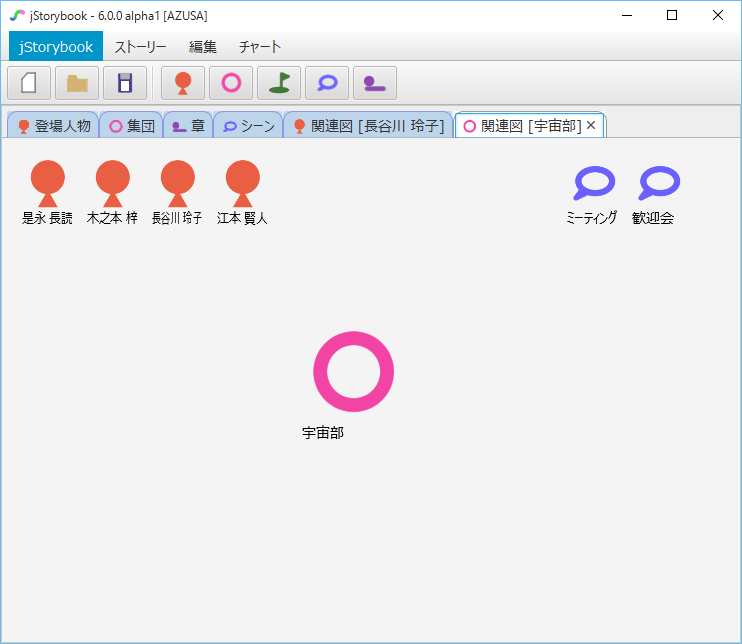 jStorybook - 6.0.0 alpha1 [AZUSA]
jStorybook ストーリー 編集 チャート
登場人物 集団 章 シーン 関連図 [長谷川 玲子] 関連図 [宇宙部]
是永 長読 木之本 梓 長谷川 玲子 江本 賢人 ミーティング 歓迎会
宇宙部